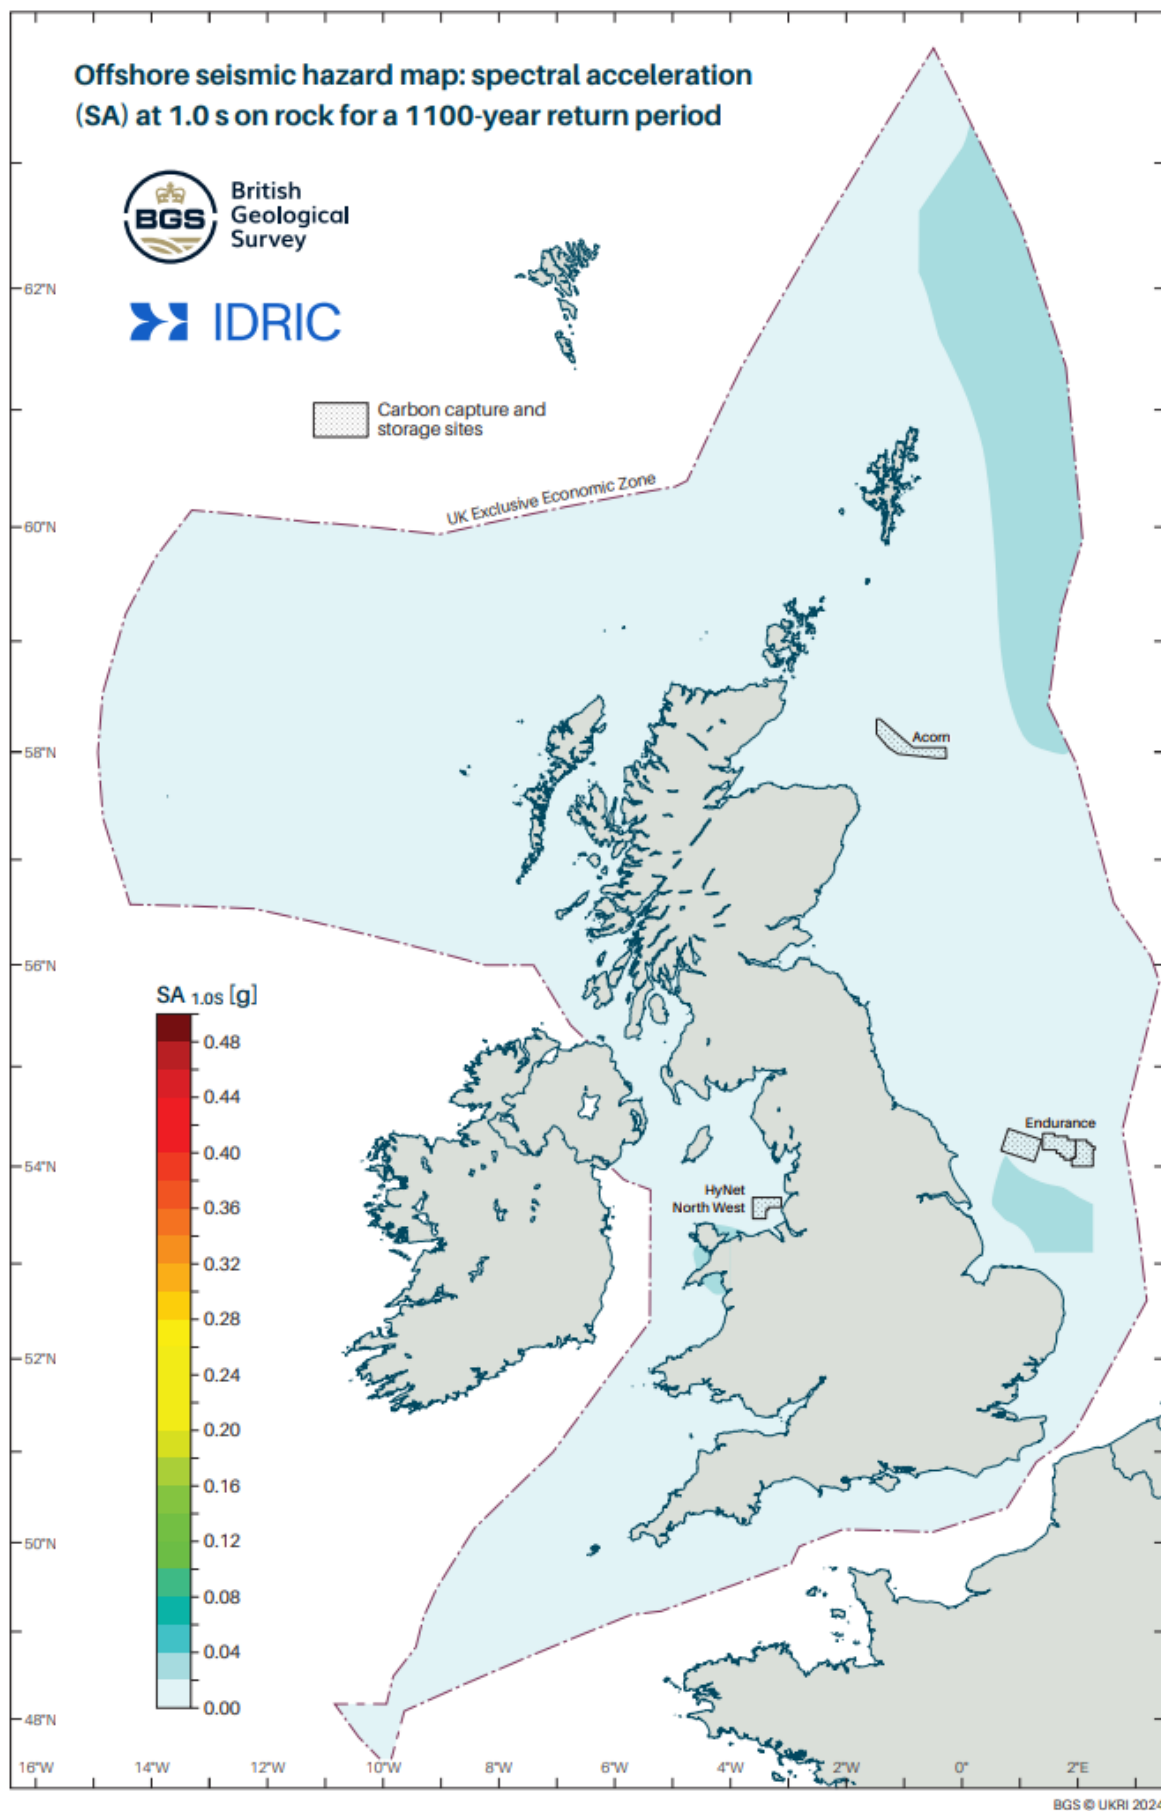 Offshore seismic hazard map: spectral acceleration
(SA) at 1.0 s on rock for a 1100-year return period
BGS
British
Geological
Survey
IDRIC
Carbon capture and
storage sites
UK Exclusive Economic Zone
62°N
60°N
58°N
56°N
54°N
52°N
50°N
48°N
Acorn
Endurance
HyNet
North West
SA 1.0S [g]
0.48
0.44
0.40
0.36
0.32
0.28
0.24
0.20
0.16
0.12
0.08
0.04
0.00
16°W 14°W 12°W 10°W 8°W 6°W 4°W 2°W 0° 2°E
BGS © UKRI 2024